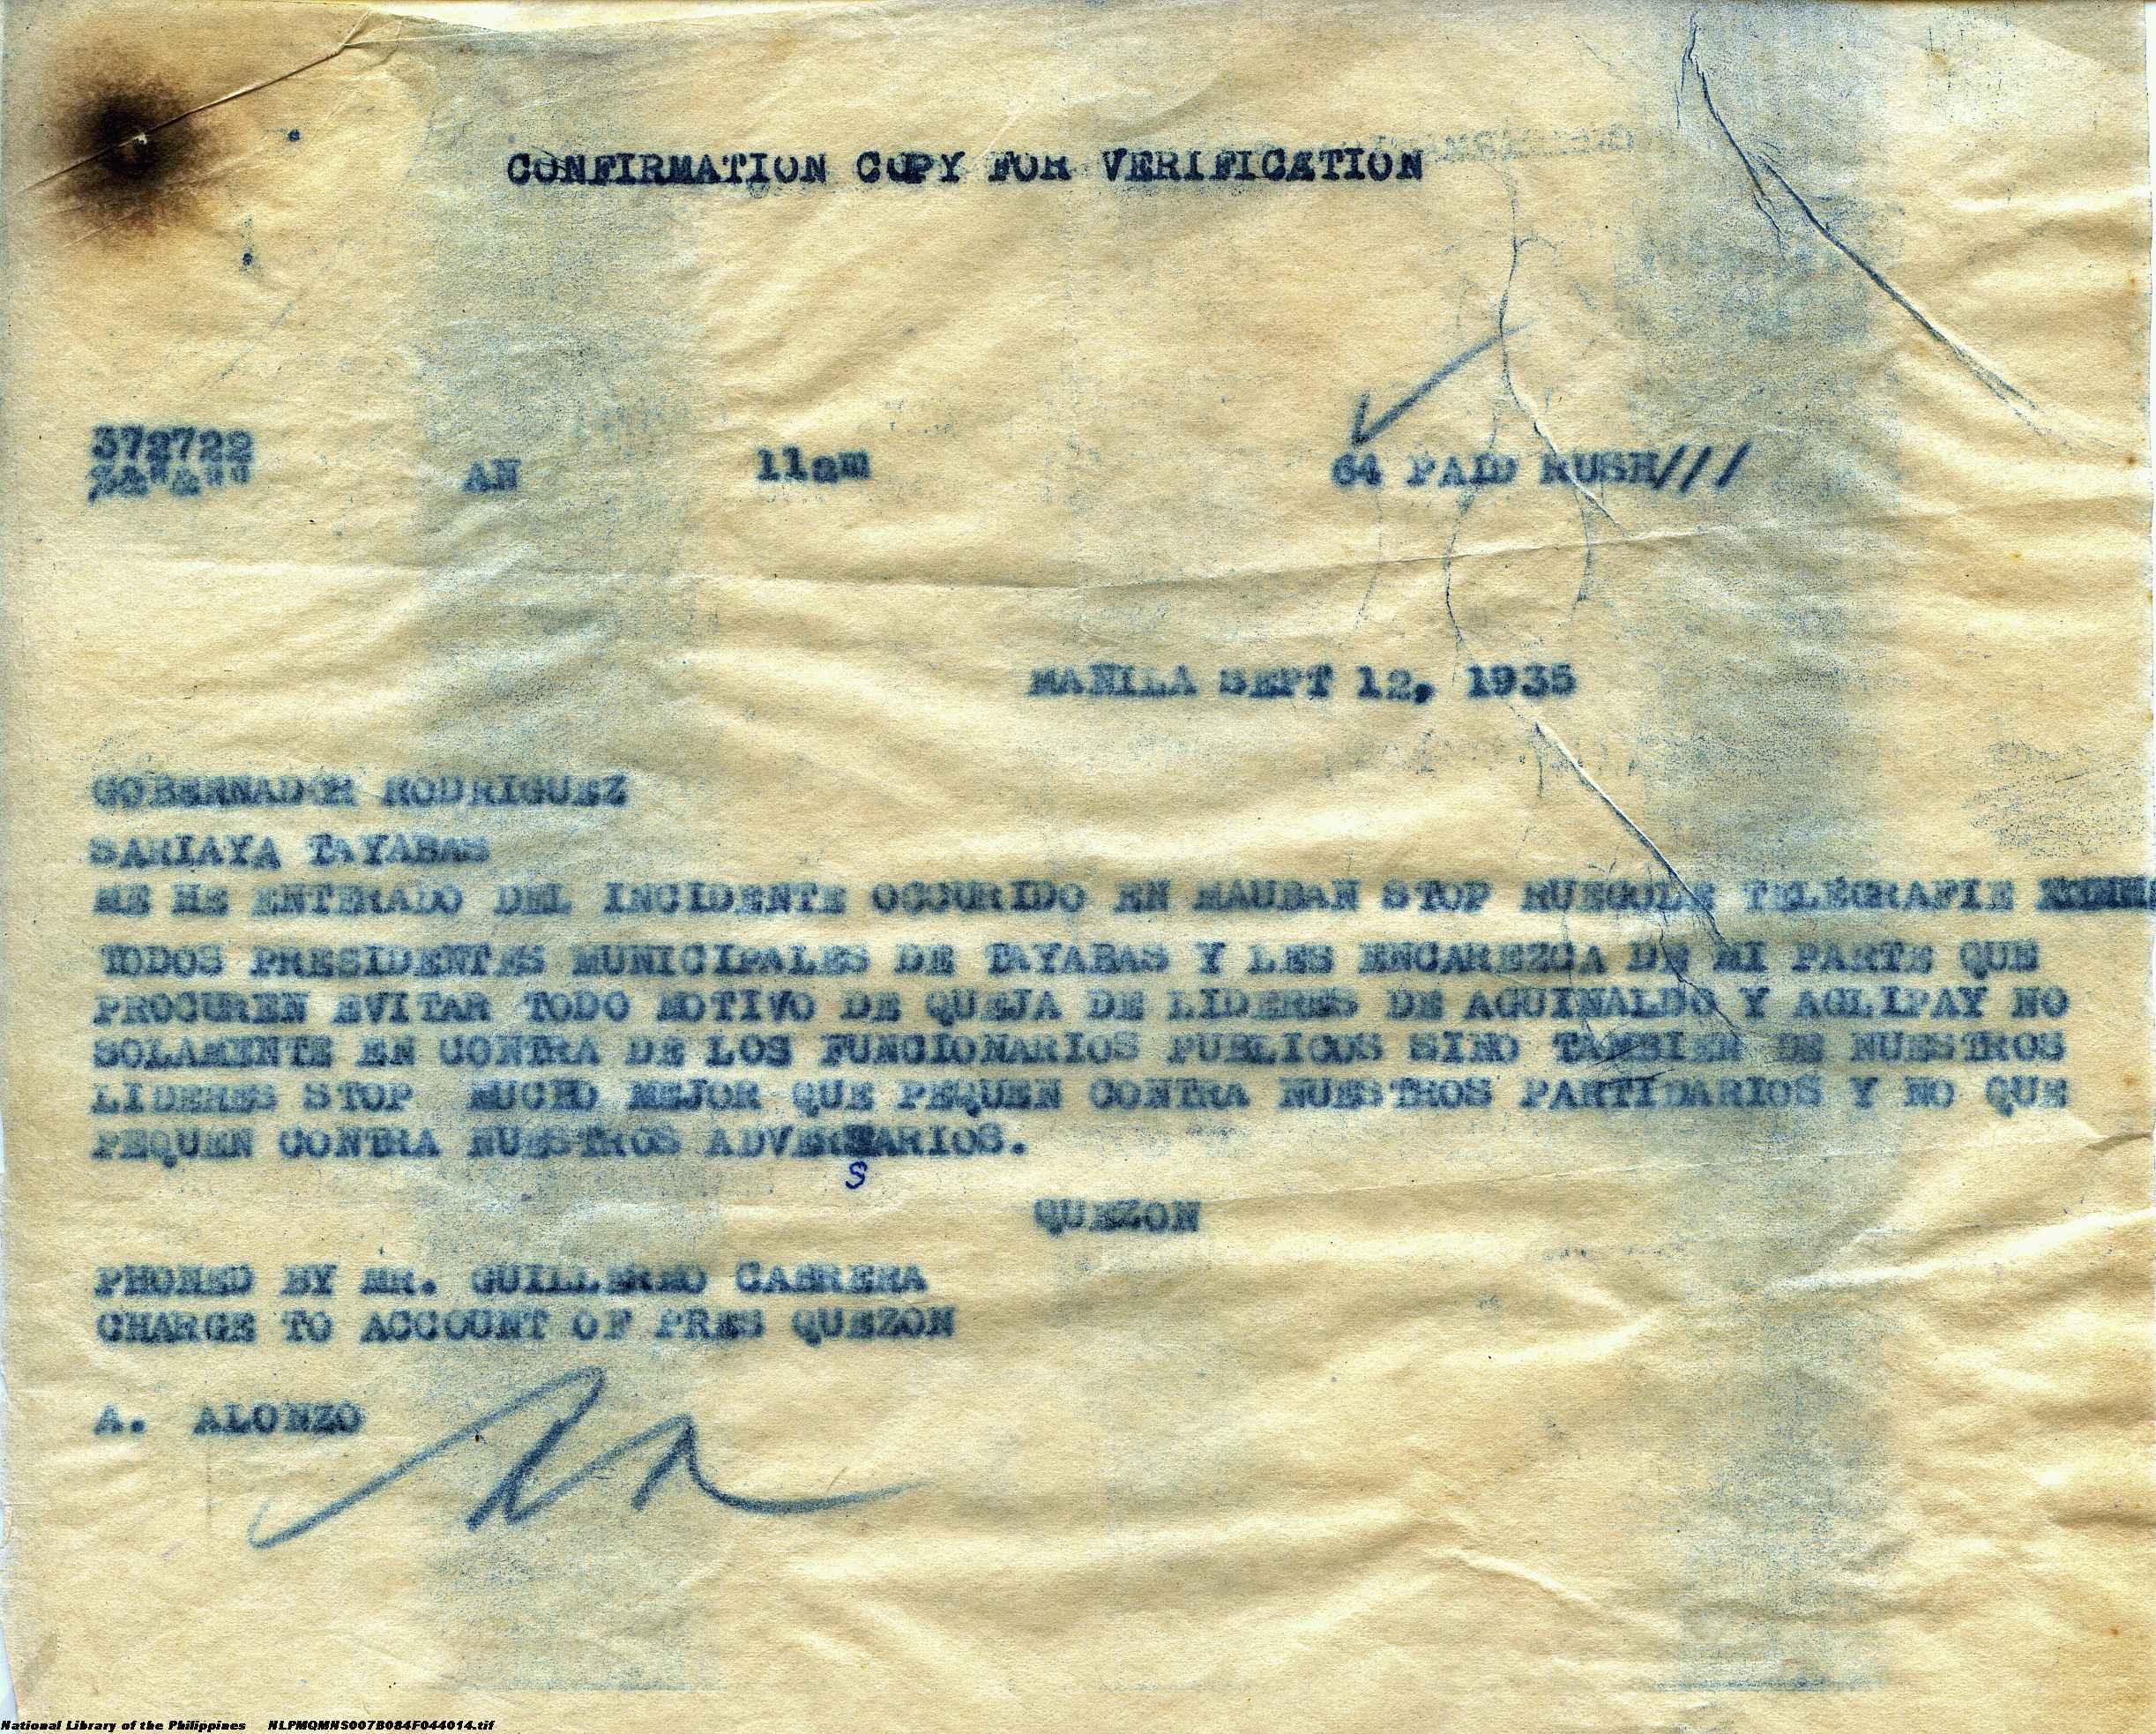 CONFIRMATION COPY FOR VERIFICATION
372722
AN 11am 64 PAID RUSH///
MANILA SEPT 12, 1935
GOBERNADOR RODRIGUEZ
SARIAYA TAYABAS
ME HE ENTERADO DEL INCIDENTE OCCURIDO EN MAUBAN STOP RUEGOLE TELEGRAFIE
TODOS PRESIDENTES MUNICIPALES DE TAYABAS Y LES ENCAREZCA DE MI PARTE QUE
PROCUREN EVITAR TODO MOTIVO DE QUEJA DE LIDERES DE AGUINALDO Y AGLIPAY NO
SOLAMENTE EN CONTRA DE LOS FUNCIONARIOS PUBLICOS SINO TAMBIEN DE NUESTROS
LIDERES STOP MUCHO MEJOR QUE PEQUEN CONTRA NUESTROS PARTIDARIOS Y NO QUE
PEQUEN CONTRA NUESTROS ADVERSARIOS.
S
QUEZON
PHONED BY MR. GUILLERMO CABRERA
CHARGE TO ACCOUNT OF PRES QUEZON
A. ALONZO
National Library of the Philippines NLPMQMNS007B084F044014.tif